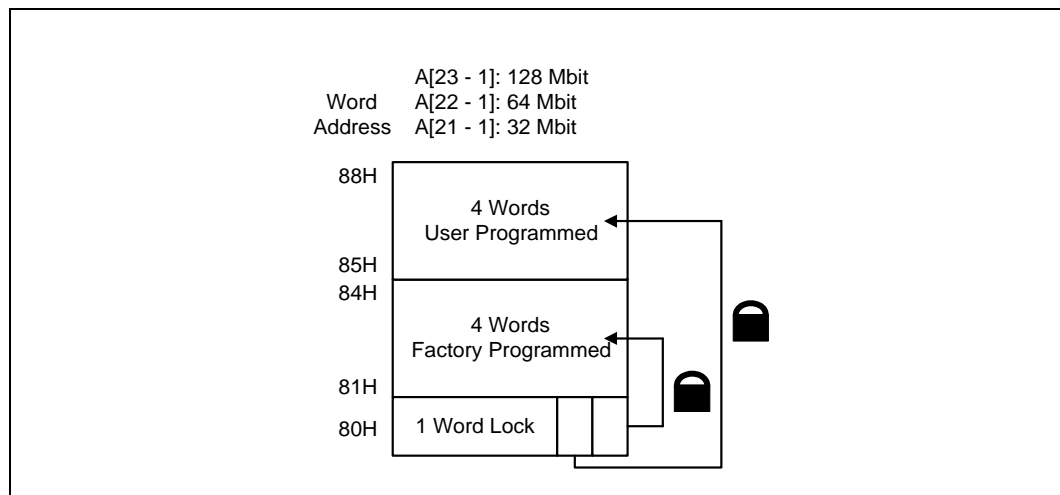 A[23 - 1]: 128 Mbit
Word A[22 - 1]: 64 Mbit
Address A[21 - 1]: 32 Mbit
88H
4 Words
User Programmed
85H
84H
4 Words
Factory Programmed
81H
80H 1 Word Lock